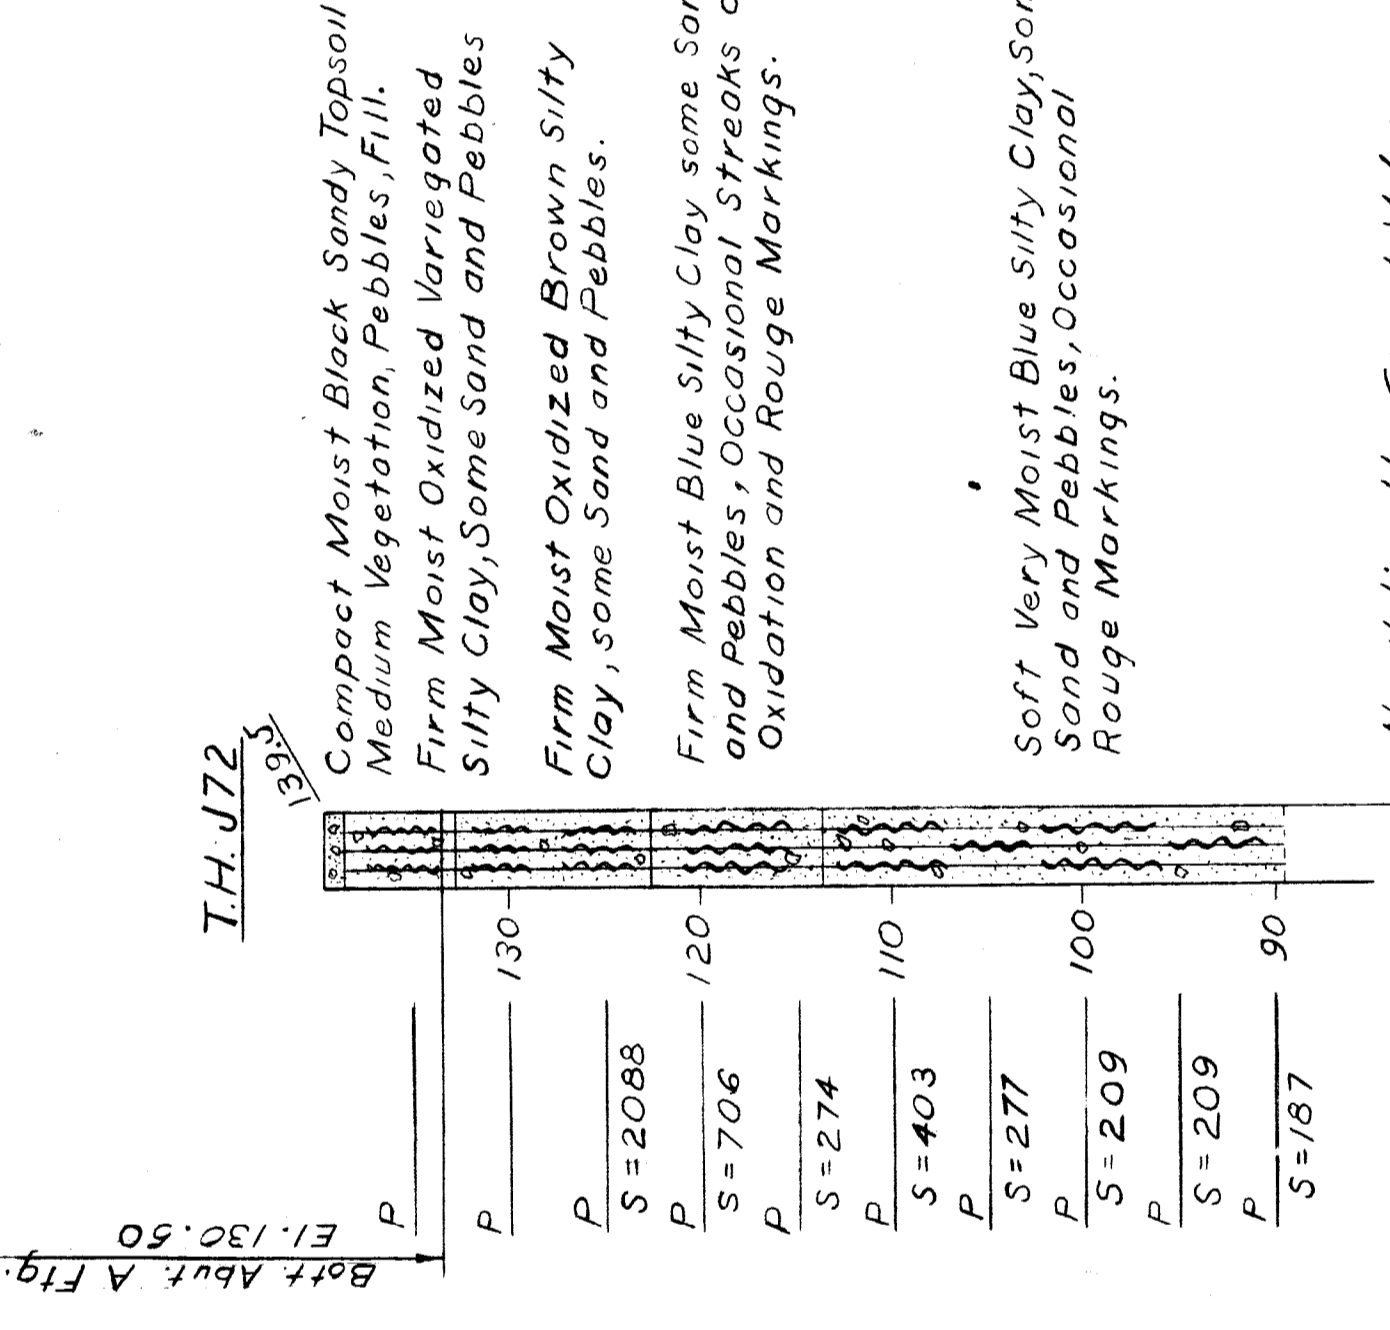 T.H. J72
139.5
Compact Moist Black Sandy Topsoil
Medium Vegetation, Pebbles, Fill.
Firm Moist Oxidized Variegated
Silty Clay, Some Sand and Pebbles
Firm Moist Oxidized Brown Silty
Clay, some Sand and Pebbles.
Firm Moist Blue Silty Clay some
and Pebbles, Occasional Streaks
Oxidation and Rouge Markings.
Soft Very Moist Blue Silty Clay,
Sand and Pebbles, Occasional
Rouge Markings.
130
120
110
100
90
P
P
P
S=2088
P
S=706
P
S=274
P
S=403
P
S=277
P
S=209
P
S=209
P
S=187
Bott. Abut. A Ftg.
El. 130.50